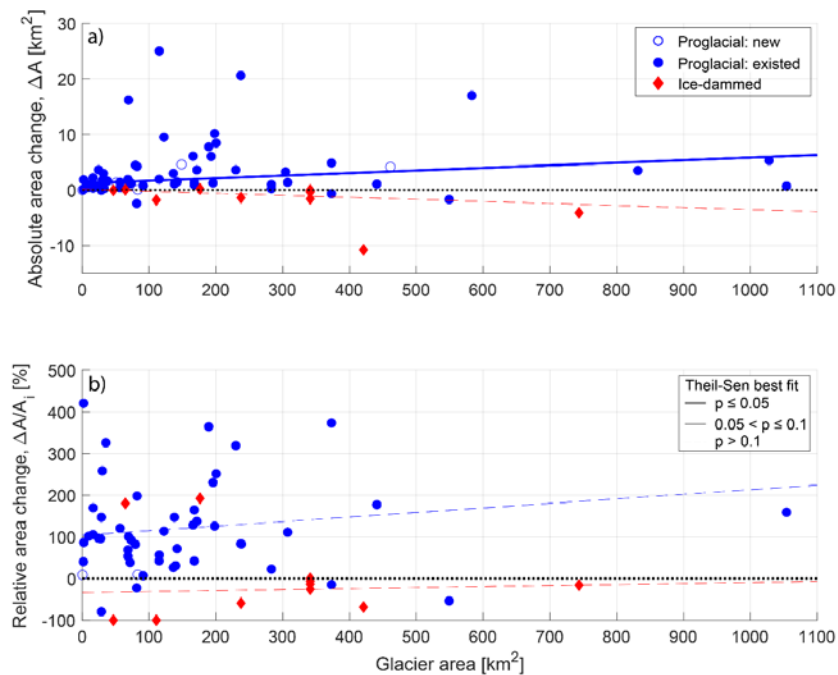 a)
Absolute area change, ΔA [km²]
30
20
10
0
-10
Proglacial: new
Proglacial: existed
Ice-dammed
0 100 200 300 400 500 600 700 800 900 1000 1100
b)
Relative area change, ΔA/Aᵢ [%]
500
400
300
200
100
0
-100
Theil-Sen best fit
p ≤ 0.05
0.05 < p ≤ 0.1
p > 0.1
0 100 200 300 400 500 600 700 800 900 1000 1100
Glacier area [km²]